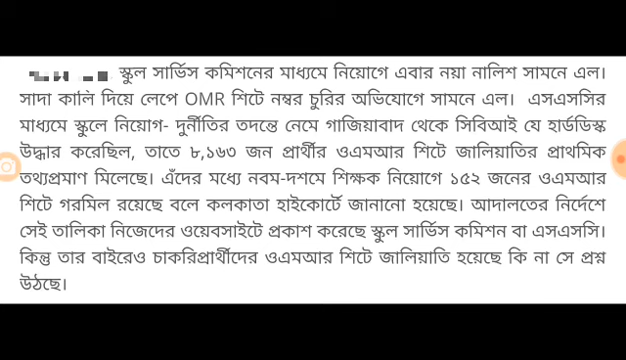 স্কুল সার্ভিস কমিশনের মাধ্যমে নিয়োগে এবার নয়া নালিশ সামনে এল।
সাদা কালি দিয়ে লেপে OMR শিটে নম্বর চুরির অভিযোগে সামনে এল। এসএসসির
মাধ্যমে স্কুলে নিয়োগ- দুর্নীতির তদন্তে নেমে গাজিয়াবাদ থেকে সিবিআই যে হার্ডডিস্ক
উদ্ধার করেছিল, তাতে ৮,১৬৩ জন প্রার্থীর ওএমআর শিটে জালিয়াতির প্রাথমিক
তথ্যপ্রমাণ মিলেছে। এঁদের মধ্যে নবম-দশমে শিক্ষক নিয়োগে ১৫২ জনের ওএমআর
শিটে গরমিল রয়েছে বলে কলকাতা হাইকোর্টে জানানো হয়েছে। আদালতের নির্দেশে
সেই তালিকা নিজেদের ওয়েবসাইটে প্রকাশ করেছে স্কুল সার্ভিস কমিশন বা এসএসসি।
কিন্তু তার বাইরেও চাকরিপ্রার্থীদের ওএমআর শিটে জালিয়াতি হয়েছে কি না সে প্রশ্ন
উঠছে।